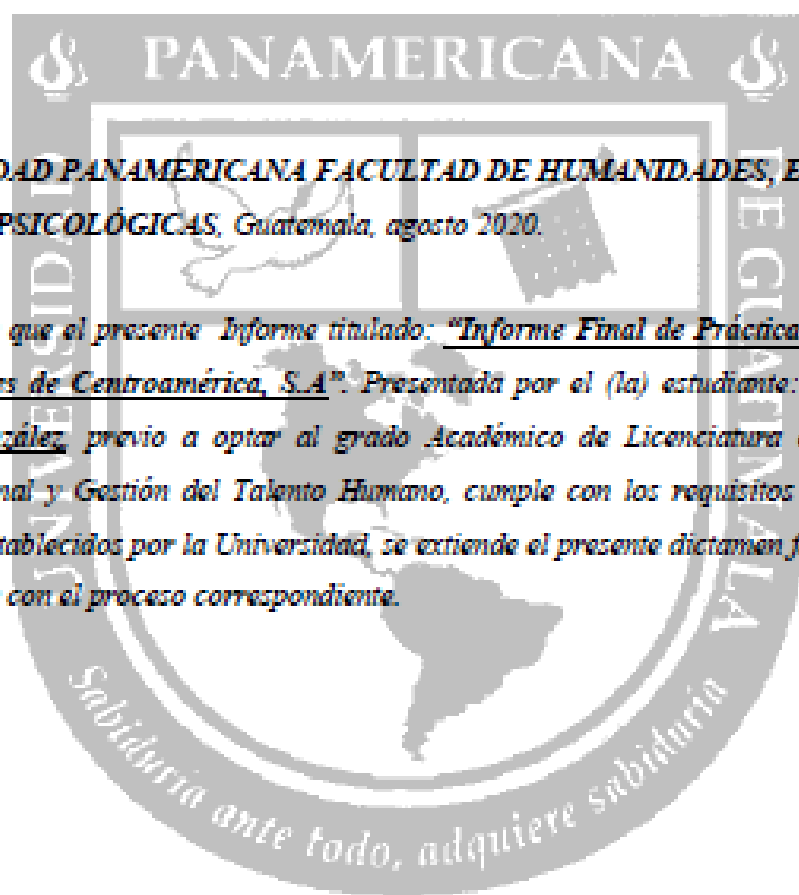 PANAMERICANA
UNIVERSIDAD
DE GUATEMALA
DAD PANAMERICANA FACULTAD DE HUMANIDADES, E
PSICOLÓGICAS, Guatemala, agosto 2020.
que el presente Informe titulado: "Informe Final de Práctica
es de Centroamérica, S.A". Presentada por el (la) estudiante:
zález, previo a optar al grado Académico de Licenciatura
nal y Gestión del Talento Humano, cumple con los requisitos
tablecidos por la Universidad, se extiende el presente dictamen f
con el proceso correspondiente.
Sabiduría ante todo, adquiere sabiduría